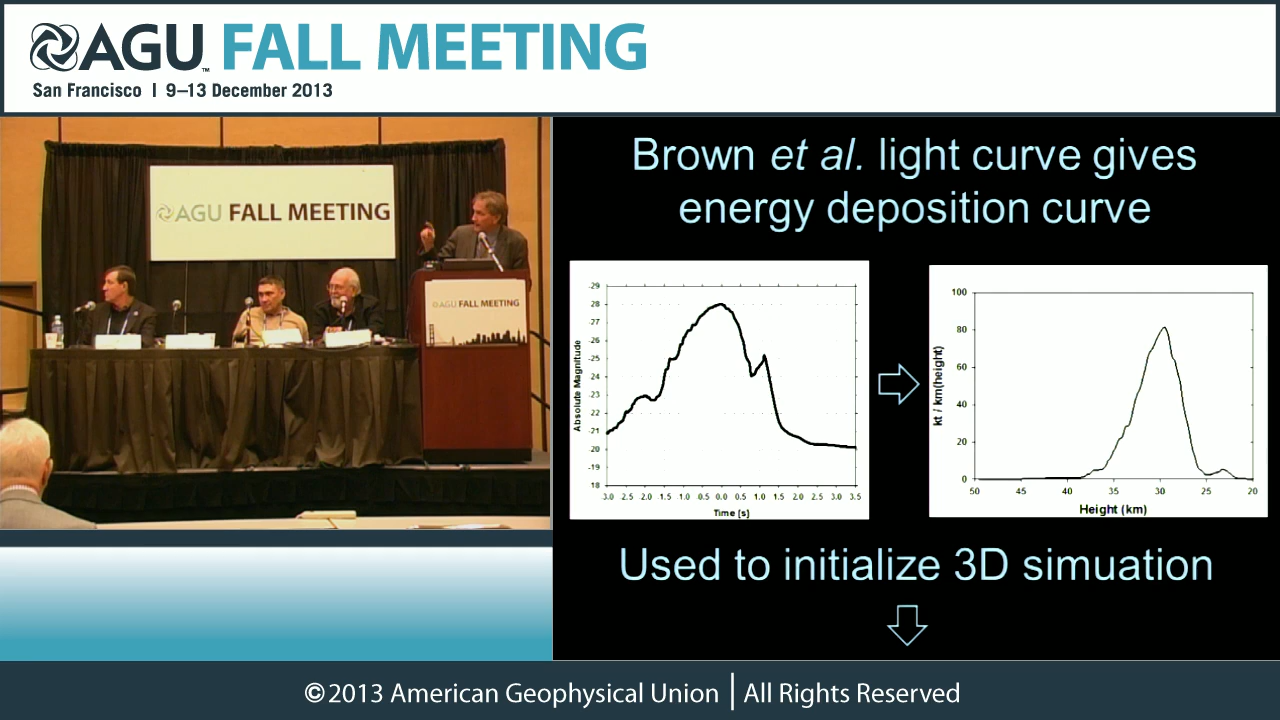 AGU™ FALL MEETING
San Francisco | 9–13 December 2013
AGU FALL MEETING
AGU FALL MEETING
Brown et al. light curve gives
energy deposition curve
-29
-28
-27
-26
-25
-24
-23
-22
-21
-20
-19
-18
Absolute Magnitude
3.0 2.5 2.0 1.5 1.0 0.5 0.0 0.5 1.0 1.5 2.0 2.5 3.0 3.5
Time [s]
100
80
60
40
20
0
kt / km(height)
50 45 40 35 30 25 20
Height (km)
Used to initialize 3D simuation
©2013 American Geophysical Union | All Rights Reserved